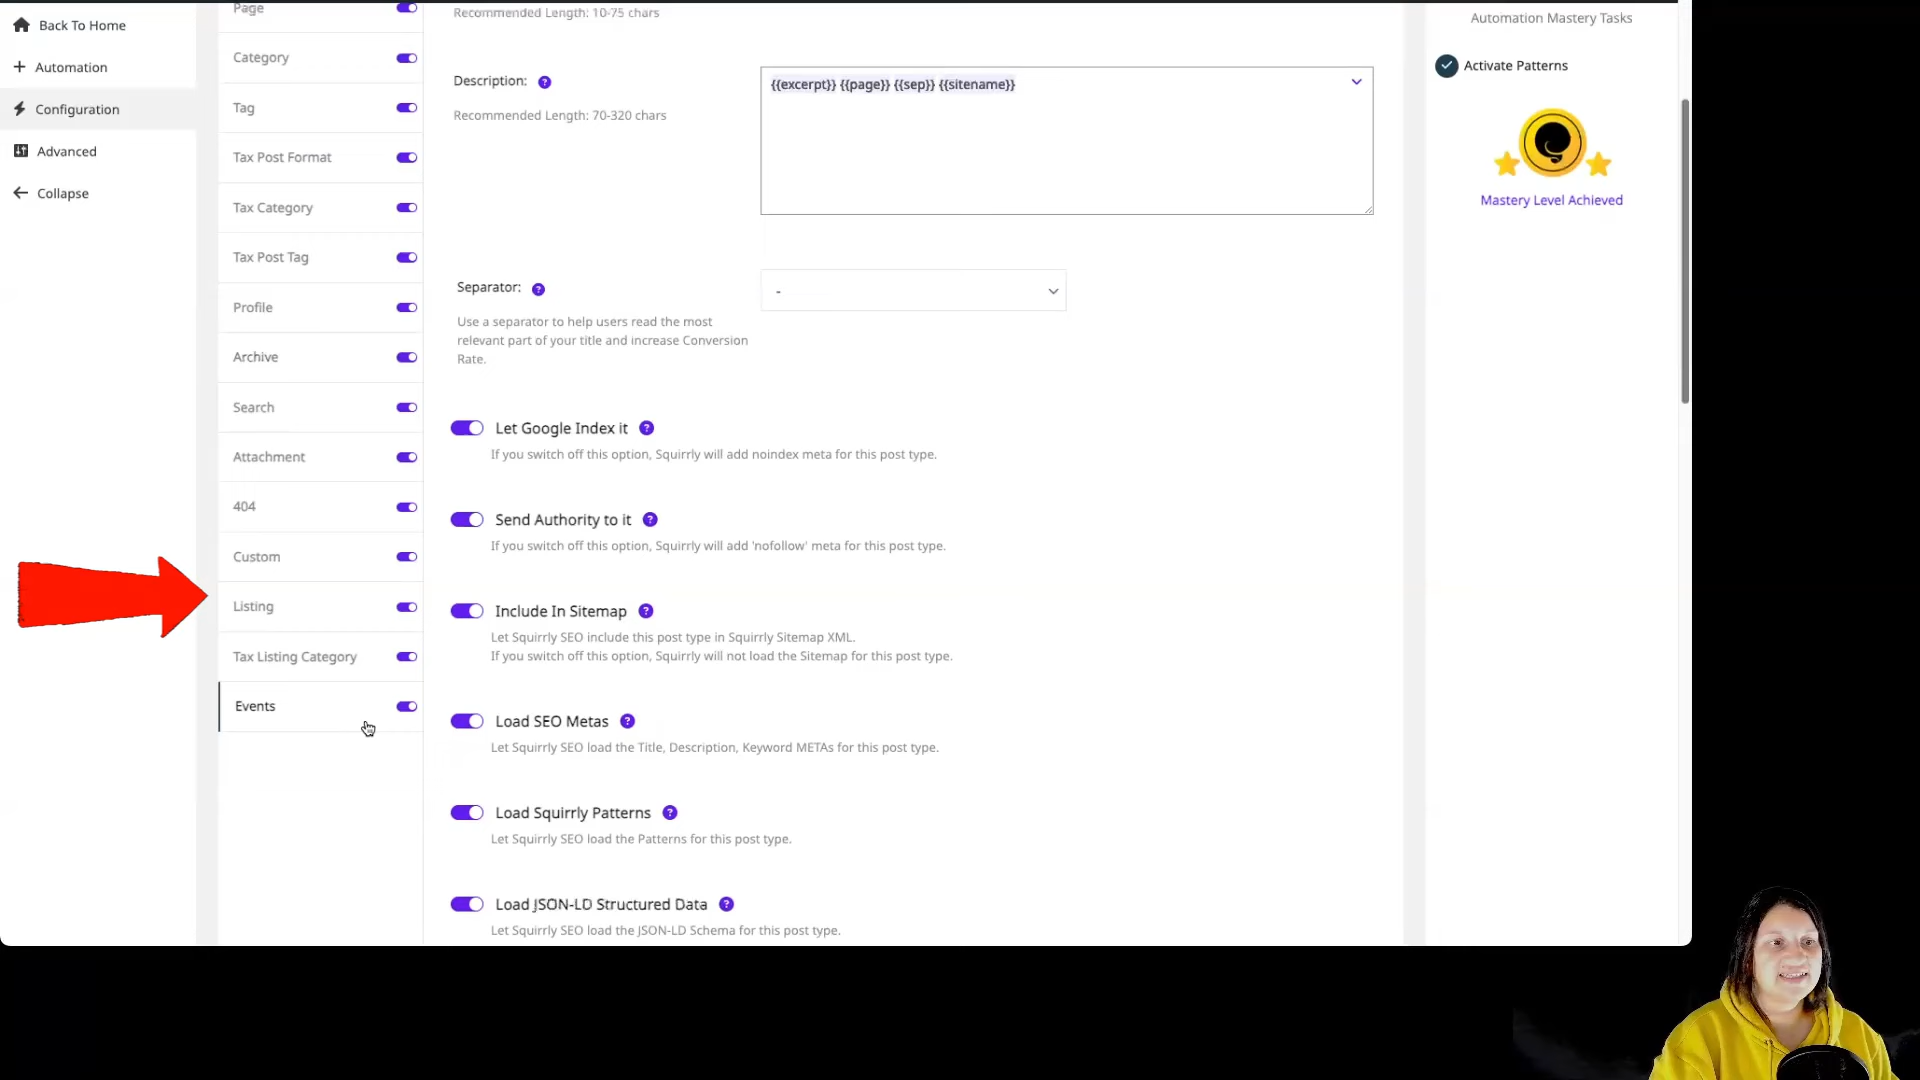 Back To Home
Automation
Configuration
Advanced
Collapse
Page
Category
Tag
Tax Post Format
Tax Category
Tax Post Tag
Profile
Archive
Search
Attachment
404
Custom
Listing
Tax Listing Category
Events
Recommended Length: 10-75 chars
Description: ?
Recommended Length: 70-320 chars
{{excerpt}} {{page}} {{sep}} {{sitename}}
Separator: ?
-
Use a separator to help users read the most
relevant part of your title and increase Conversion
Rate.
Let Google Index it ?
If you switch off this option, Squirrly will add noindex meta for this post type.
Send Authority to it ?
If you switch off this option, Squirrly will add 'nofollow' meta for this post type.
Include In Sitemap ?
Let Squirrly SEO include this post type in Squirrly Sitemap XML.
If you switch off this option, Squirrly will not load the Sitemap for this post type.
Load SEO Metas ?
Let Squirrly SEO load the Title, Description, Keyword METAs for this post type.
Load Squirrly Patterns ?
Let Squirrly SEO load the Patterns for this post type.
Load JSON-LD Structured Data ?
Let Squirrly SEO load the JSON-LD Schema for this post type.
Automation Mastery Tasks
Activate Patterns
Mastery Level Achieved